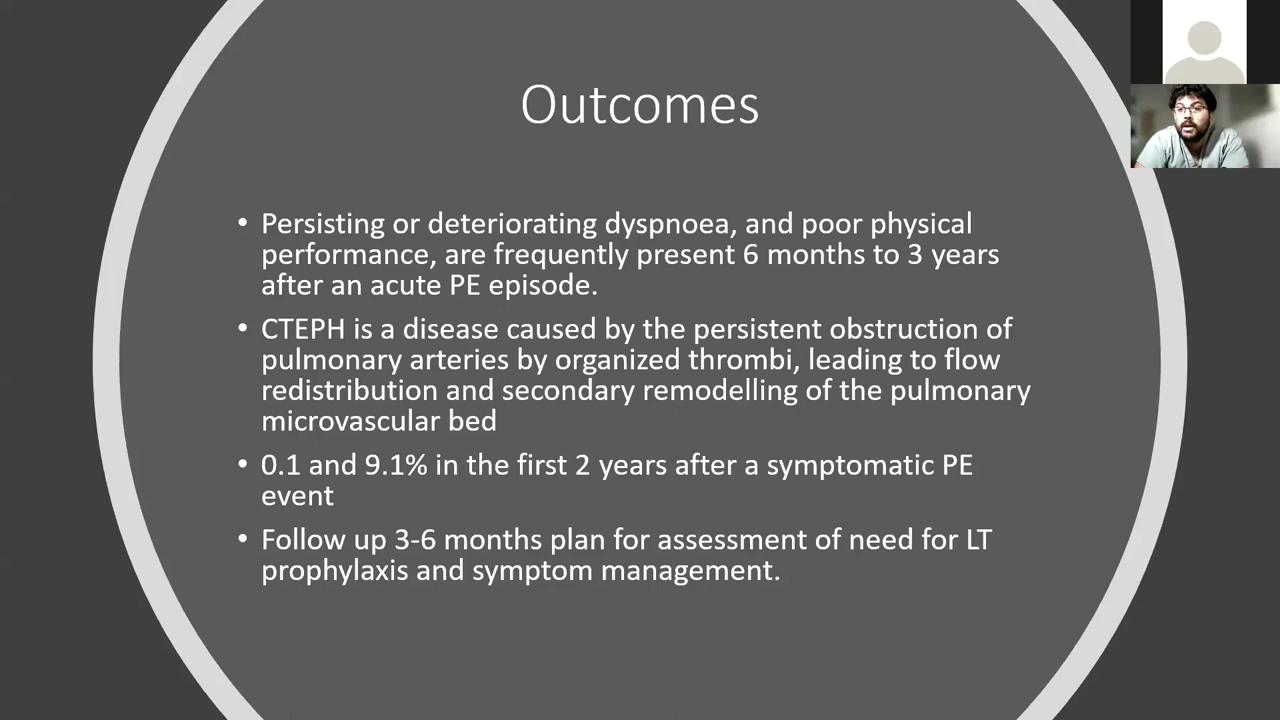 Outcomes
• Persisting or deteriorating dyspnoea, and poor physical
performance, are frequently present 6 months to 3 years
after an acute PE episode.
• CTEPH is a disease caused by the persistent obstruction of
pulmonary arteries by organized thrombi, leading to flow
redistribution and secondary remodelling of the pulmonary
microvascular bed
• 0.1 and 9.1% in the first 2 years after a symptomatic PE
event
• Follow up 3-6 months plan for assessment of need for LT
prophylaxis and symptom management.